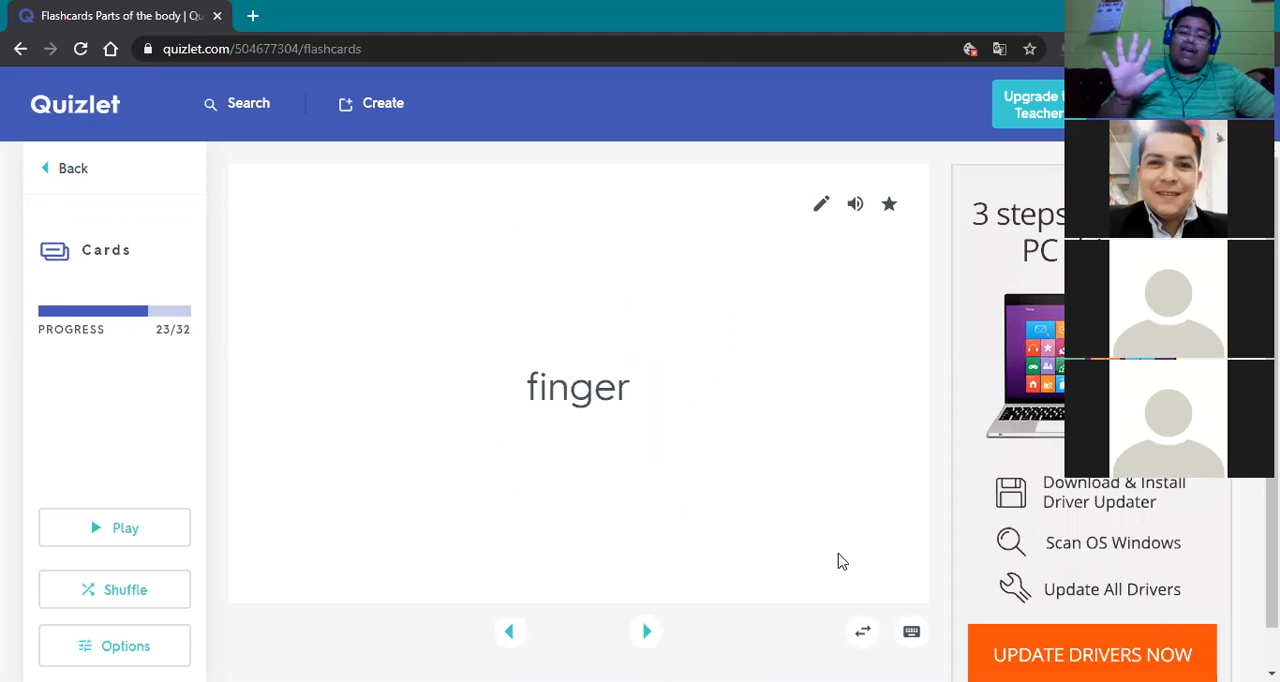 Flashcards Parts of the body | Qu
quizlet.com/504677304/flashcards
Quizlet
Search
Create
Upgrade
Teacher
Back
Cards
PROGRESS 23/32
finger
Play
Shuffle
Options
3 steps
PC
Download & Install
Driver Updater
Scan OS Windows
Update All Drivers
UPDATE DRIVERS NOW